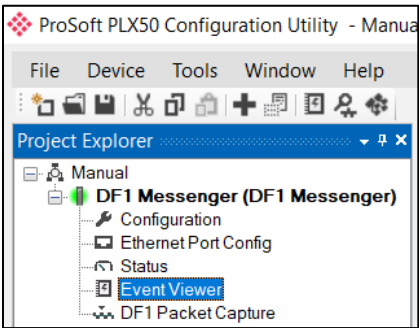 ProSoft PLX50 Configuration Utility - Manua
File Device Tools Window Help
Project Explorer
Manual
DF1 Messenger (DF1 Messenger)
Configuration
Ethernet Port Config
Status
Event Viewer
DF1 Packet Capture